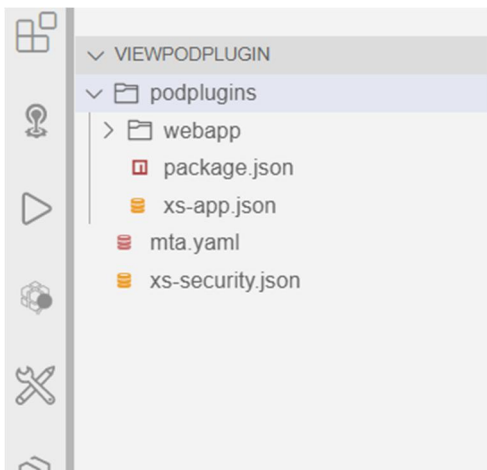 VIEWPODPLUGIN
podplugins
webapp
package.json
xs-app.json
mta.yaml
xs-security.json